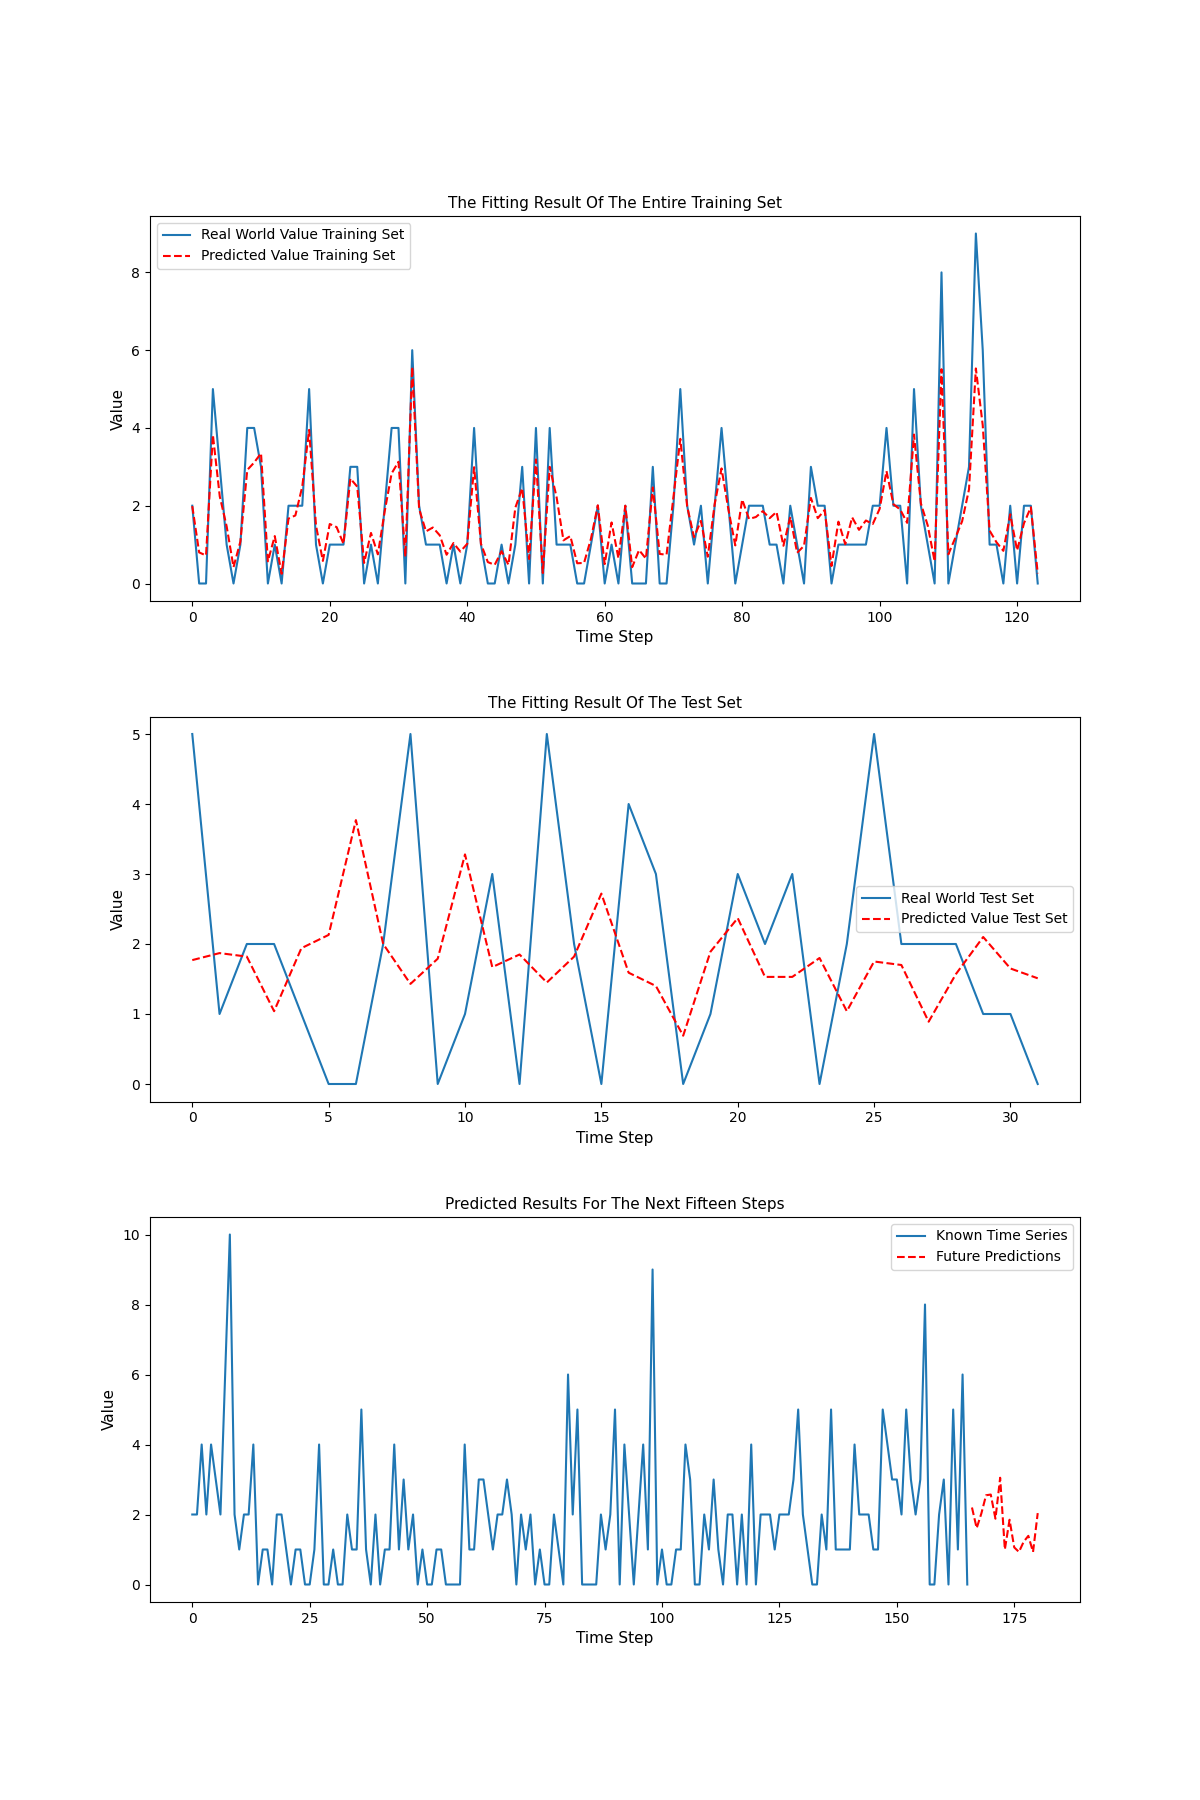 The Fitting Result Of The Entire Training Set
Real World Value Training Set
Predicted Value Training Set
Value
8
6
4
2
0
0 20 40 60 80 100 120
Time Step
The Fitting Result Of The Test Set
Real World Test Set
Predicted Value Test Set
Value
5
4
3
2
1
0
0 5 10 15 20 25 30
Time Step
Predicted Results For The Next Fifteen Steps
Known Time Series
Future Predictions
Value
10
8
6
4
2
0
0 25 50 75 100 125 150 175
Time Step